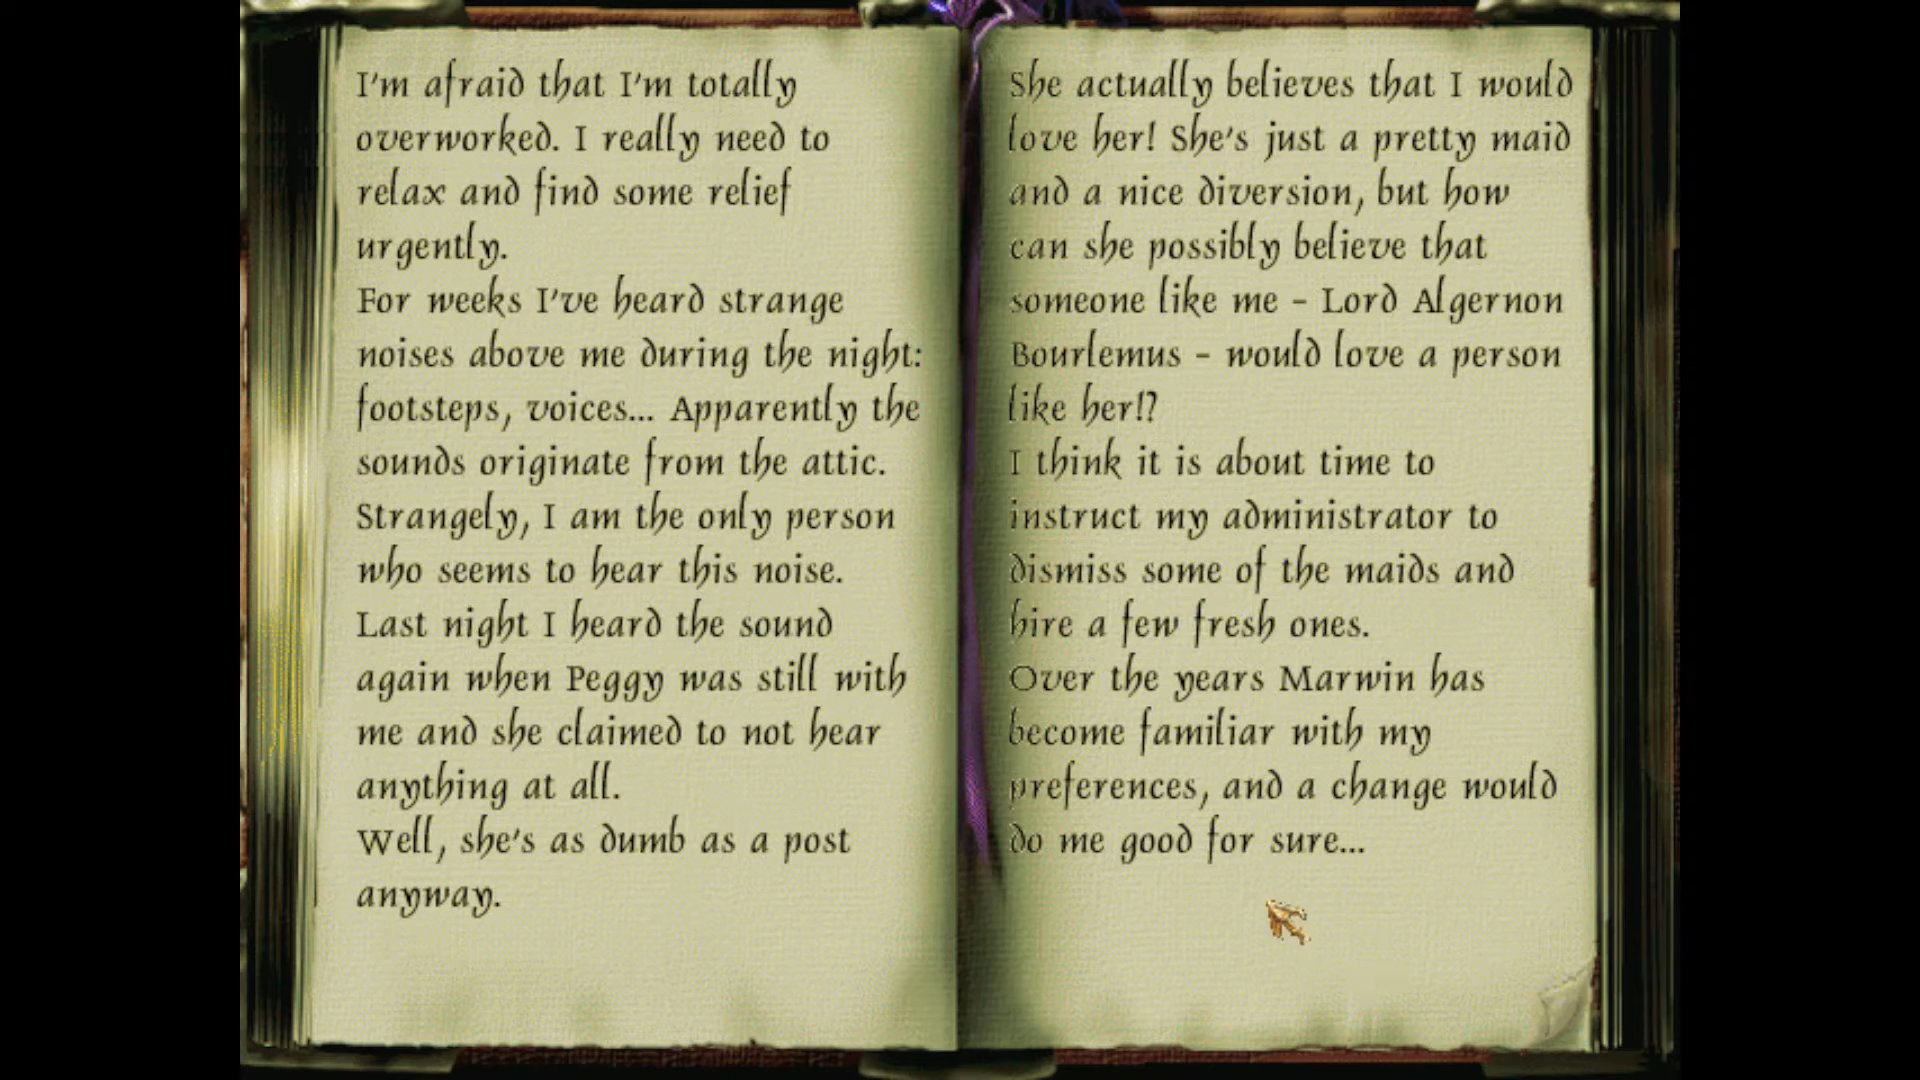 I'm afraid that I'm totally
overworked. I really need to
relax and find some relief
urgently.
For weeks I've heard strange
noises above me during the night:
footsteps, voices... Apparently the
sounds originate from the attic.
Strangely, I am the only person
who seems to hear this noise.
Last night I heard the sound
again when Peggy was still with
me and she claimed to not hear
anything at all.
Well, she's as dumb as a post
anyway.
She actually believes that I would
love her! She's just a pretty maid
and a nice diversion, but how
can she possibly believe that
someone like me - Lord Algernon
Bourlemus - would love a person
like her!?
I think it is about time to
instruct my administrator to
dismiss some of the maids and
hire a few fresh ones.
Over the years Marwin has
become familiar with my
preferences, and a change would
do me good for sure...